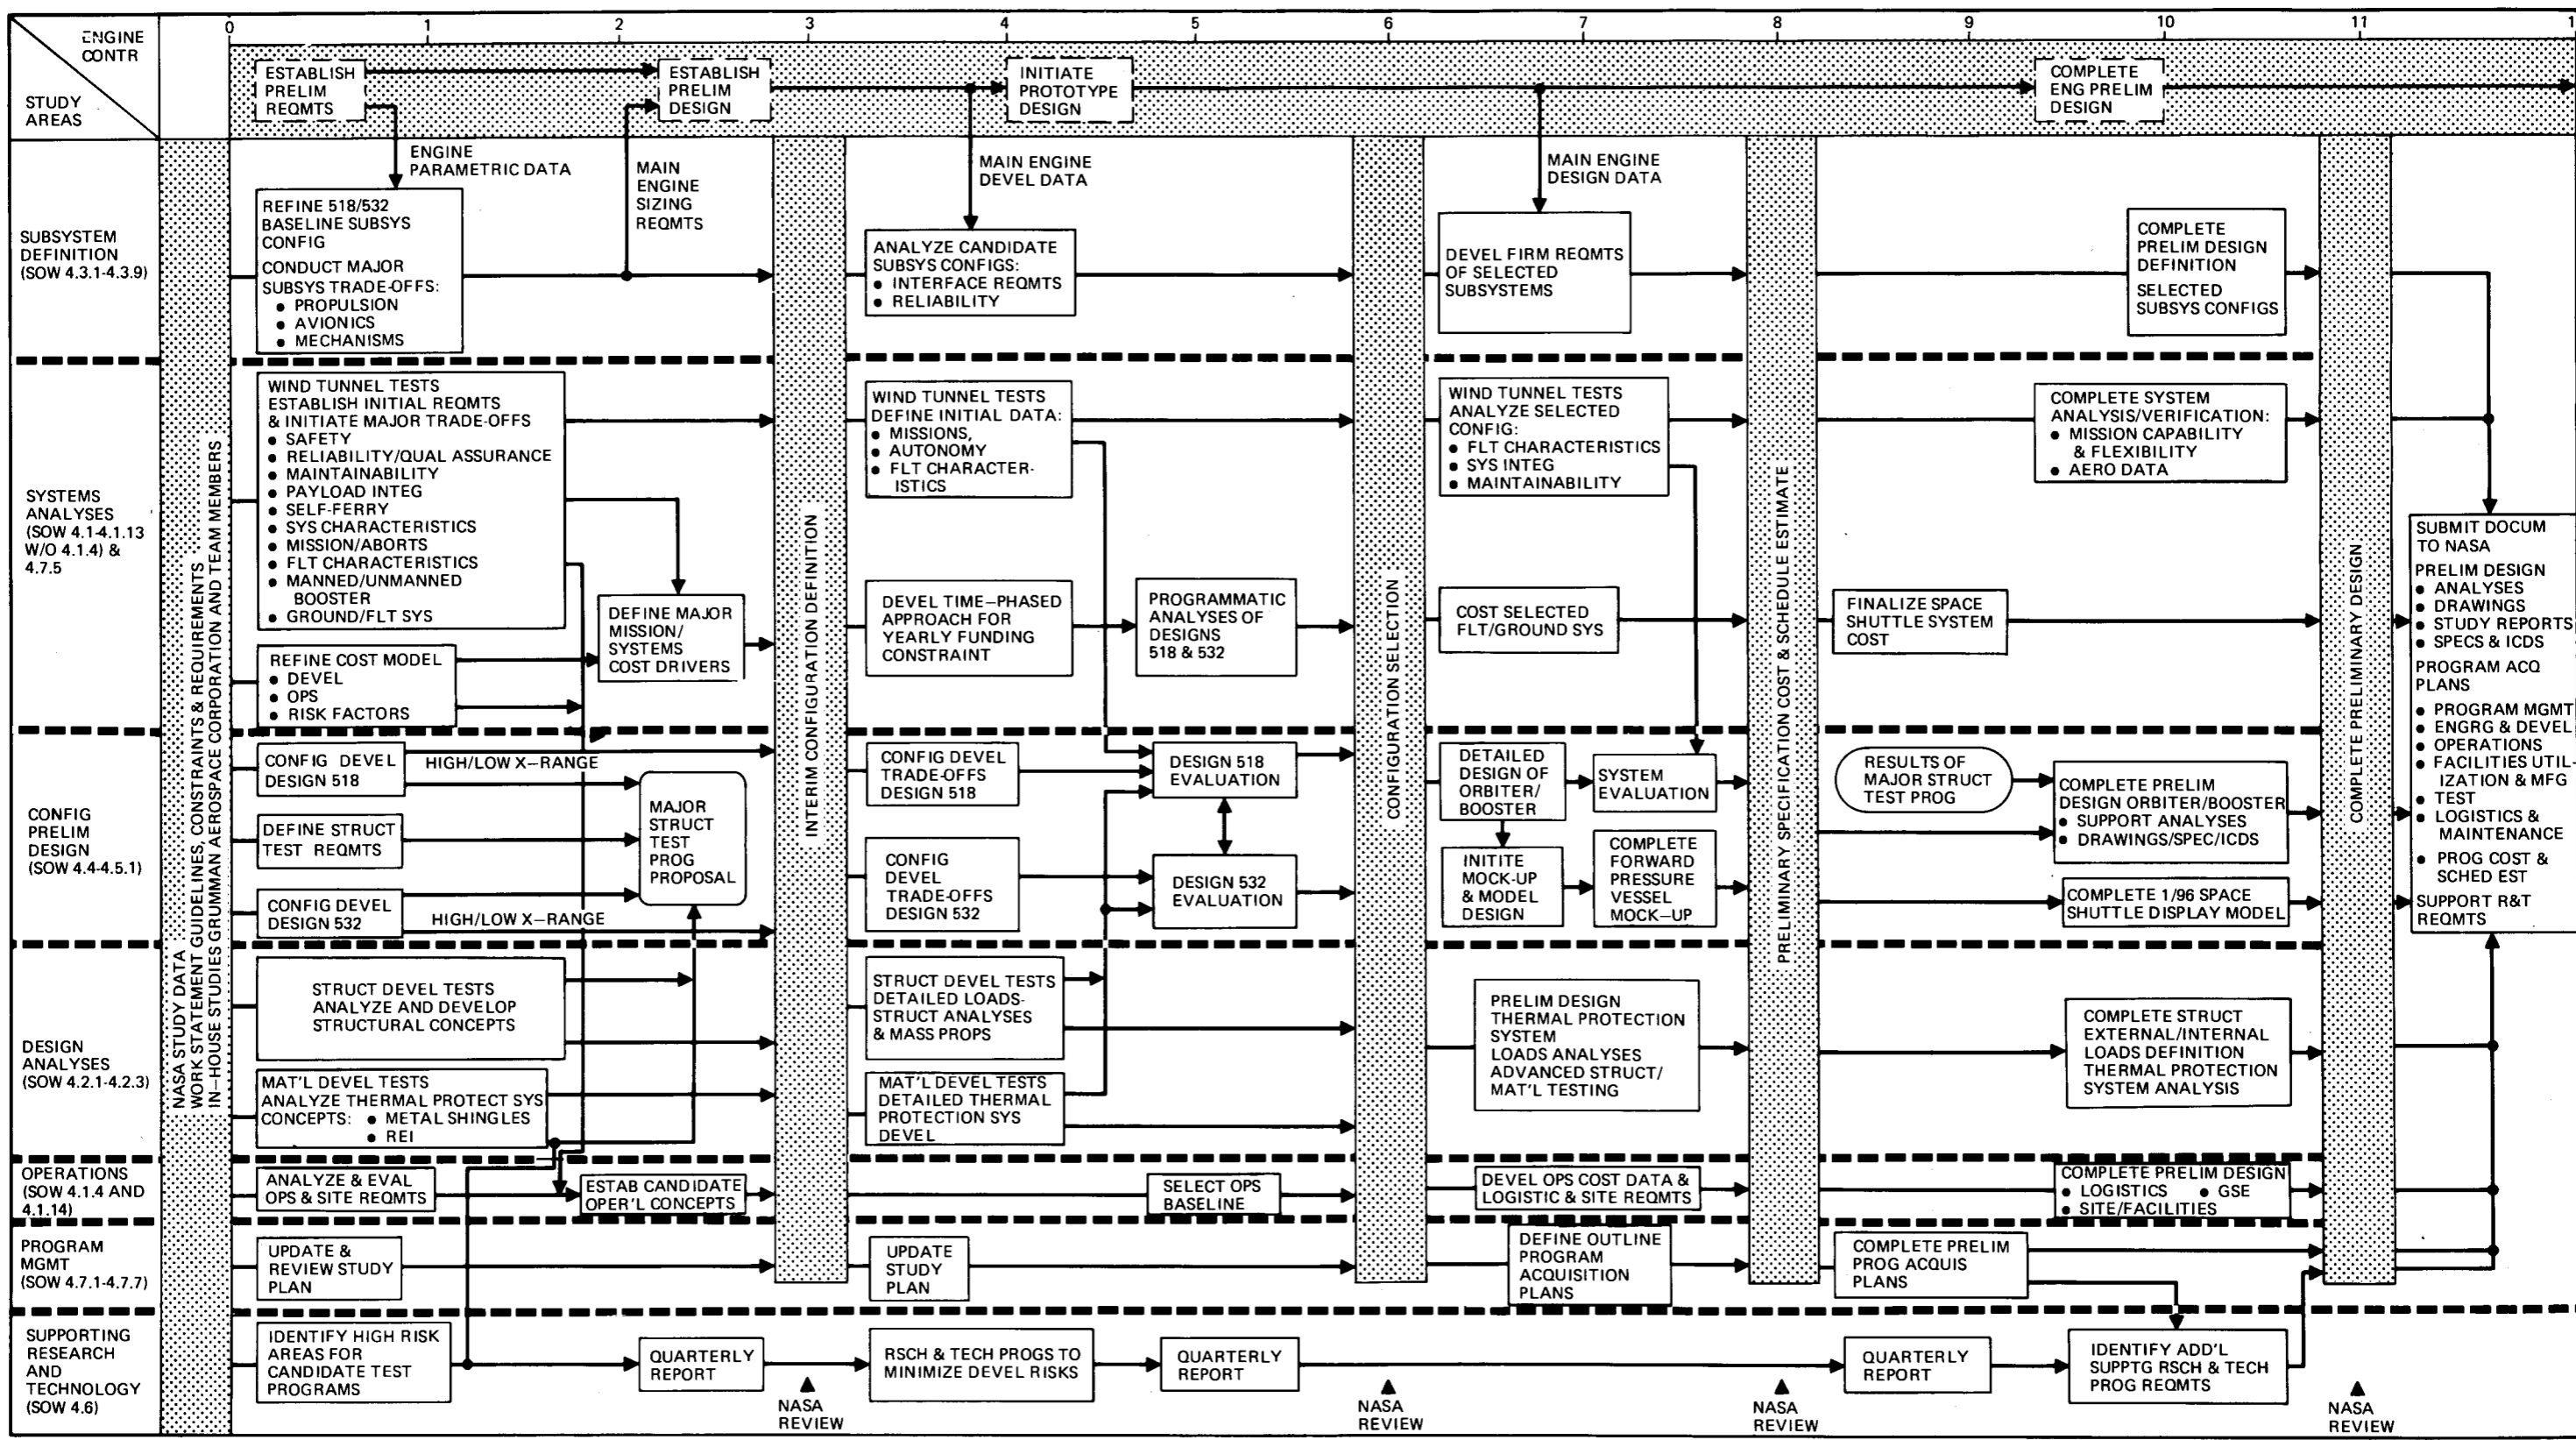 ENGINE
CONTR
STUDY
AREAS
0 1 2 3 4 5 6 7 8 9 10 11 1
ESTABLISH
PRELIM
REQMTS
ESTABLISH
PRELIM
DESIGN
INITIATE
PROTOTYPE
DESIGN
COMPLETE
ENG PRELIM
DESIGN
ENGINE
PARAMETRIC DATA
MAIN
ENGINE
SIZING
REQMTS
MAIN ENGINE
DEVEL DATA
MAIN ENGINE
DESIGN DATA
NASA STUDY DATA
WORK STATEMENT GUIDELINES, CONSTRAINTS & REQUIREMENTS
IN-HOUSE STUDIES GRUMMAN AEROSPACE CORPORATION AND TEAM MEMBERS
INTERIM CONFIGURATION DEFINITION
CONFIGURATION SELECTION
PRELIMINARY SPECIFICATION COST & SCHEDULE ESTIMATE
COMPLETE PRELIMINARY DESIGN
SUBSYSTEM
DEFINITION
(SOW 4.3.1-4.3.9)
REFINE 518/532
BASELINE SUBSYS
CONFIG
CONDUCT MAJOR
SUBSYS TRADE-OFFS:
● PROPULSION
● AVIONICS
● MECHANISMS
ANALYZE CANDIDATE
SUBSYS CONFIGS:
● INTERFACE REQMTS
● RELIABILITY
DEVEL FIRM REQMTS
OF SELECTED
SUBSYSTEMS
COMPLETE
PRELIM DESIGN
DEFINITION
SELECTED
SUBSYS CONFIGS
SYSTEMS
ANALYSES
(SOW 4.1-4.1.13
W/O 4.1.4) &
4.7.5
WIND TUNNEL TESTS
ESTABLISH INITIAL REQMTS
& INITIATE MAJOR TRADE-OFFS
● SAFETY
● RELIABILITY/QUAL ASSURANCE
● MAINTAINABILITY
● PAYLOAD INTEG
● SELF-FERRY
● SYS CHARACTERISTICS
● MISSION/ABORTS
● FLT CHARACTERISTICS
● MANNED/UNMANNED
BOOSTER
● GROUND/FLT SYS
REFINE COST MODEL
● DEVEL
● OPS
● RISK FACTORS
DEFINE MAJOR
MISSION/
SYSTEMS
COST DRIVERS
WIND TUNNEL TESTS
DEFINE INITIAL DATA:
● MISSIONS,
● AUTONOMY
● FLT CHARACTER-
ISTICS
DEVEL TIME-PHASED
APPROACH FOR
YEARLY FUNDING
CONSTRAINT
PROGRAMMATIC
ANALYSES OF
DESIGNS
518 & 532
WIND TUNNEL TESTS
ANALYZE SELECTED
CONFIG:
● FLT CHARACTERISTICS
● SYS INTEG
● MAINTAINABILITY
COST SELECTED
FLT/GROUND SYS
COMPLETE SYSTEM
ANALYSIS/VERIFICATION:
● MISSION CAPABILITY
& FLEXIBILITY
● AERO DATA
FINALIZE SPACE
SHUTTLE SYSTEM
COST
SUBMIT DOCUM
TO NASA
PRELIM DESIGN
● ANALYSES
● DRAWINGS
● STUDY REPORTS
● SPECS & ICDS
PROGRAM ACQ
PLANS
● PROGRAM MGMT
● ENGRG & DEVEL
● OPERATIONS
● FACILITIES UTIL-
IZATION & MFG
● TEST
● LOGISTICS &
MAINTENANCE
● PROG COST &
SCHED EST
SUPPORT R&T
REQMTS
CONFIG
PRELIM
DESIGN
(SOW 4.4-4.5.1)
CONFIG DEVEL
DESIGN 518
HIGH/LOW X-RANGE
DEFINE STRUCT
TEST REQMTS
CONFIG DEVEL
DESIGN 532
HIGH/LOW X-RANGE
MAJOR
STRUCT
TEST
PROG
PROPOSAL
CONFIG DEVEL
TRADE-OFFS
DESIGN 518
DESIGN 518
EVALUATION
CONFIG
DEVEL
TRADE-OFFS
DESIGN 532
DESIGN 532
EVALUATION
DETAILED
DESIGN OF
ORBITER/
BOOSTER
SYSTEM
EVALUATION
INITITE
MOCK-UP
& MODEL
DESIGN
COMPLETE
FORWARD
PRESSURE
VESSEL
MOCK-UP
RESULTS OF
MAJOR STRUCT
TEST PROG
COMPLETE PRELIM
DESIGN ORBITER/BOOSTER
● SUPPORT ANALYSES
● DRAWINGS/SPEC/ICDS
COMPLETE 1/96 SPACE
SHUTTLE DISPLAY MODEL
DESIGN
ANALYSES
(SOW 4.2.1-4.2.3)
STRUCT DEVEL TESTS
ANALYZE AND DEVELOP
STRUCTURAL CONCEPTS
MAT'L DEVEL TESTS
ANALYZE THERMAL PROTECT SYS
CONCEPTS: ● METAL SHINGLES
● REI
STRUCT DEVEL TESTS
DETAILED LOADS-
STRUCT ANALYSES
& MASS PROPS
MAT'L DEVEL TESTS
DETAILED THERMAL
PROTECTION SYS
DEVEL
PRELIM DESIGN
THERMAL PROTECTION
SYSTEM
LOADS ANALYSES
ADVANCED STRUCT/
MAT'L TESTING
COMPLETE STRUCT
EXTERNAL/INTERNAL
LOADS DEFINITION
THERMAL PROTECTION
SYSTEM ANALYSIS
OPERATIONS
(SOW 4.1.4 AND
4.1.14)
ANALYZE & EVAL
OPS & SITE REQMTS
ESTAB CANDIDATE
OPER'L CONCEPTS
SELECT OPS
BASELINE
DEVEL OPS COST DATA &
LOGISTIC & SITE REQMTS
COMPLETE PRELIM DESIGN
● LOGISTICS ● GSE
● SITE/FACILITIES
PROGRAM
MGMT
(SOW 4.7.1-4.7.7)
UPDATE &
REVIEW STUDY
PLAN
UPDATE
STUDY
PLAN
DEFINE OUTLINE
PROGRAM
ACQUISITION
PLANS
COMPLETE PRELIM
PROG ACQUIS
PLANS
SUPPORTING
RESEARCH
AND
TECHNOLOGY
(SOW 4.6)
IDENTIFY HIGH RISK
AREAS FOR
CANDIDATE TEST
PROGRAMS
QUARTERLY
REPORT
RSCH & TECH PROGS TO
MINIMIZE DEVEL RISKS
QUARTERLY
REPORT
QUARTERLY
REPORT
IDENTIFY ADD'L
SUPPTG RSCH & TECH
PROG REQMTS
NASA
REVIEW
NASA
REVIEW
NASA
REVIEW
NASA
REVIEW